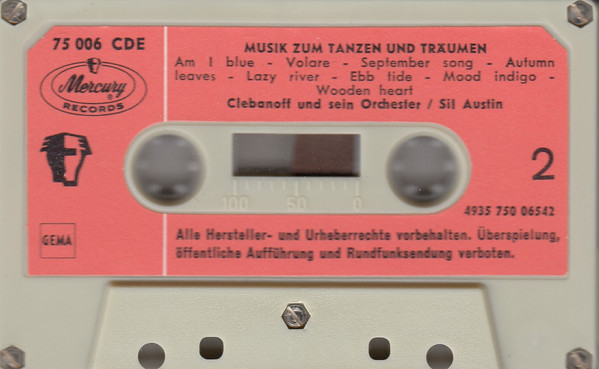 75 006 CDE
MUSIK ZUM TANZEN UND TRÄUMEN
Am I blue - Volare - September song - Autumn
leaves - Lazy river - Ebb tide - Mood indigo -
Wooden heart
Clebanoff und sein Orchester / Sil Austin
Mercury
®
RECORDS
2
100 50 0
4935 750 06542
GEMA
Alle Hersteller- und Urheberrechte vorbehalten. Überspielung,
öffentliche Aufführung und Rundfunksendung verboten.